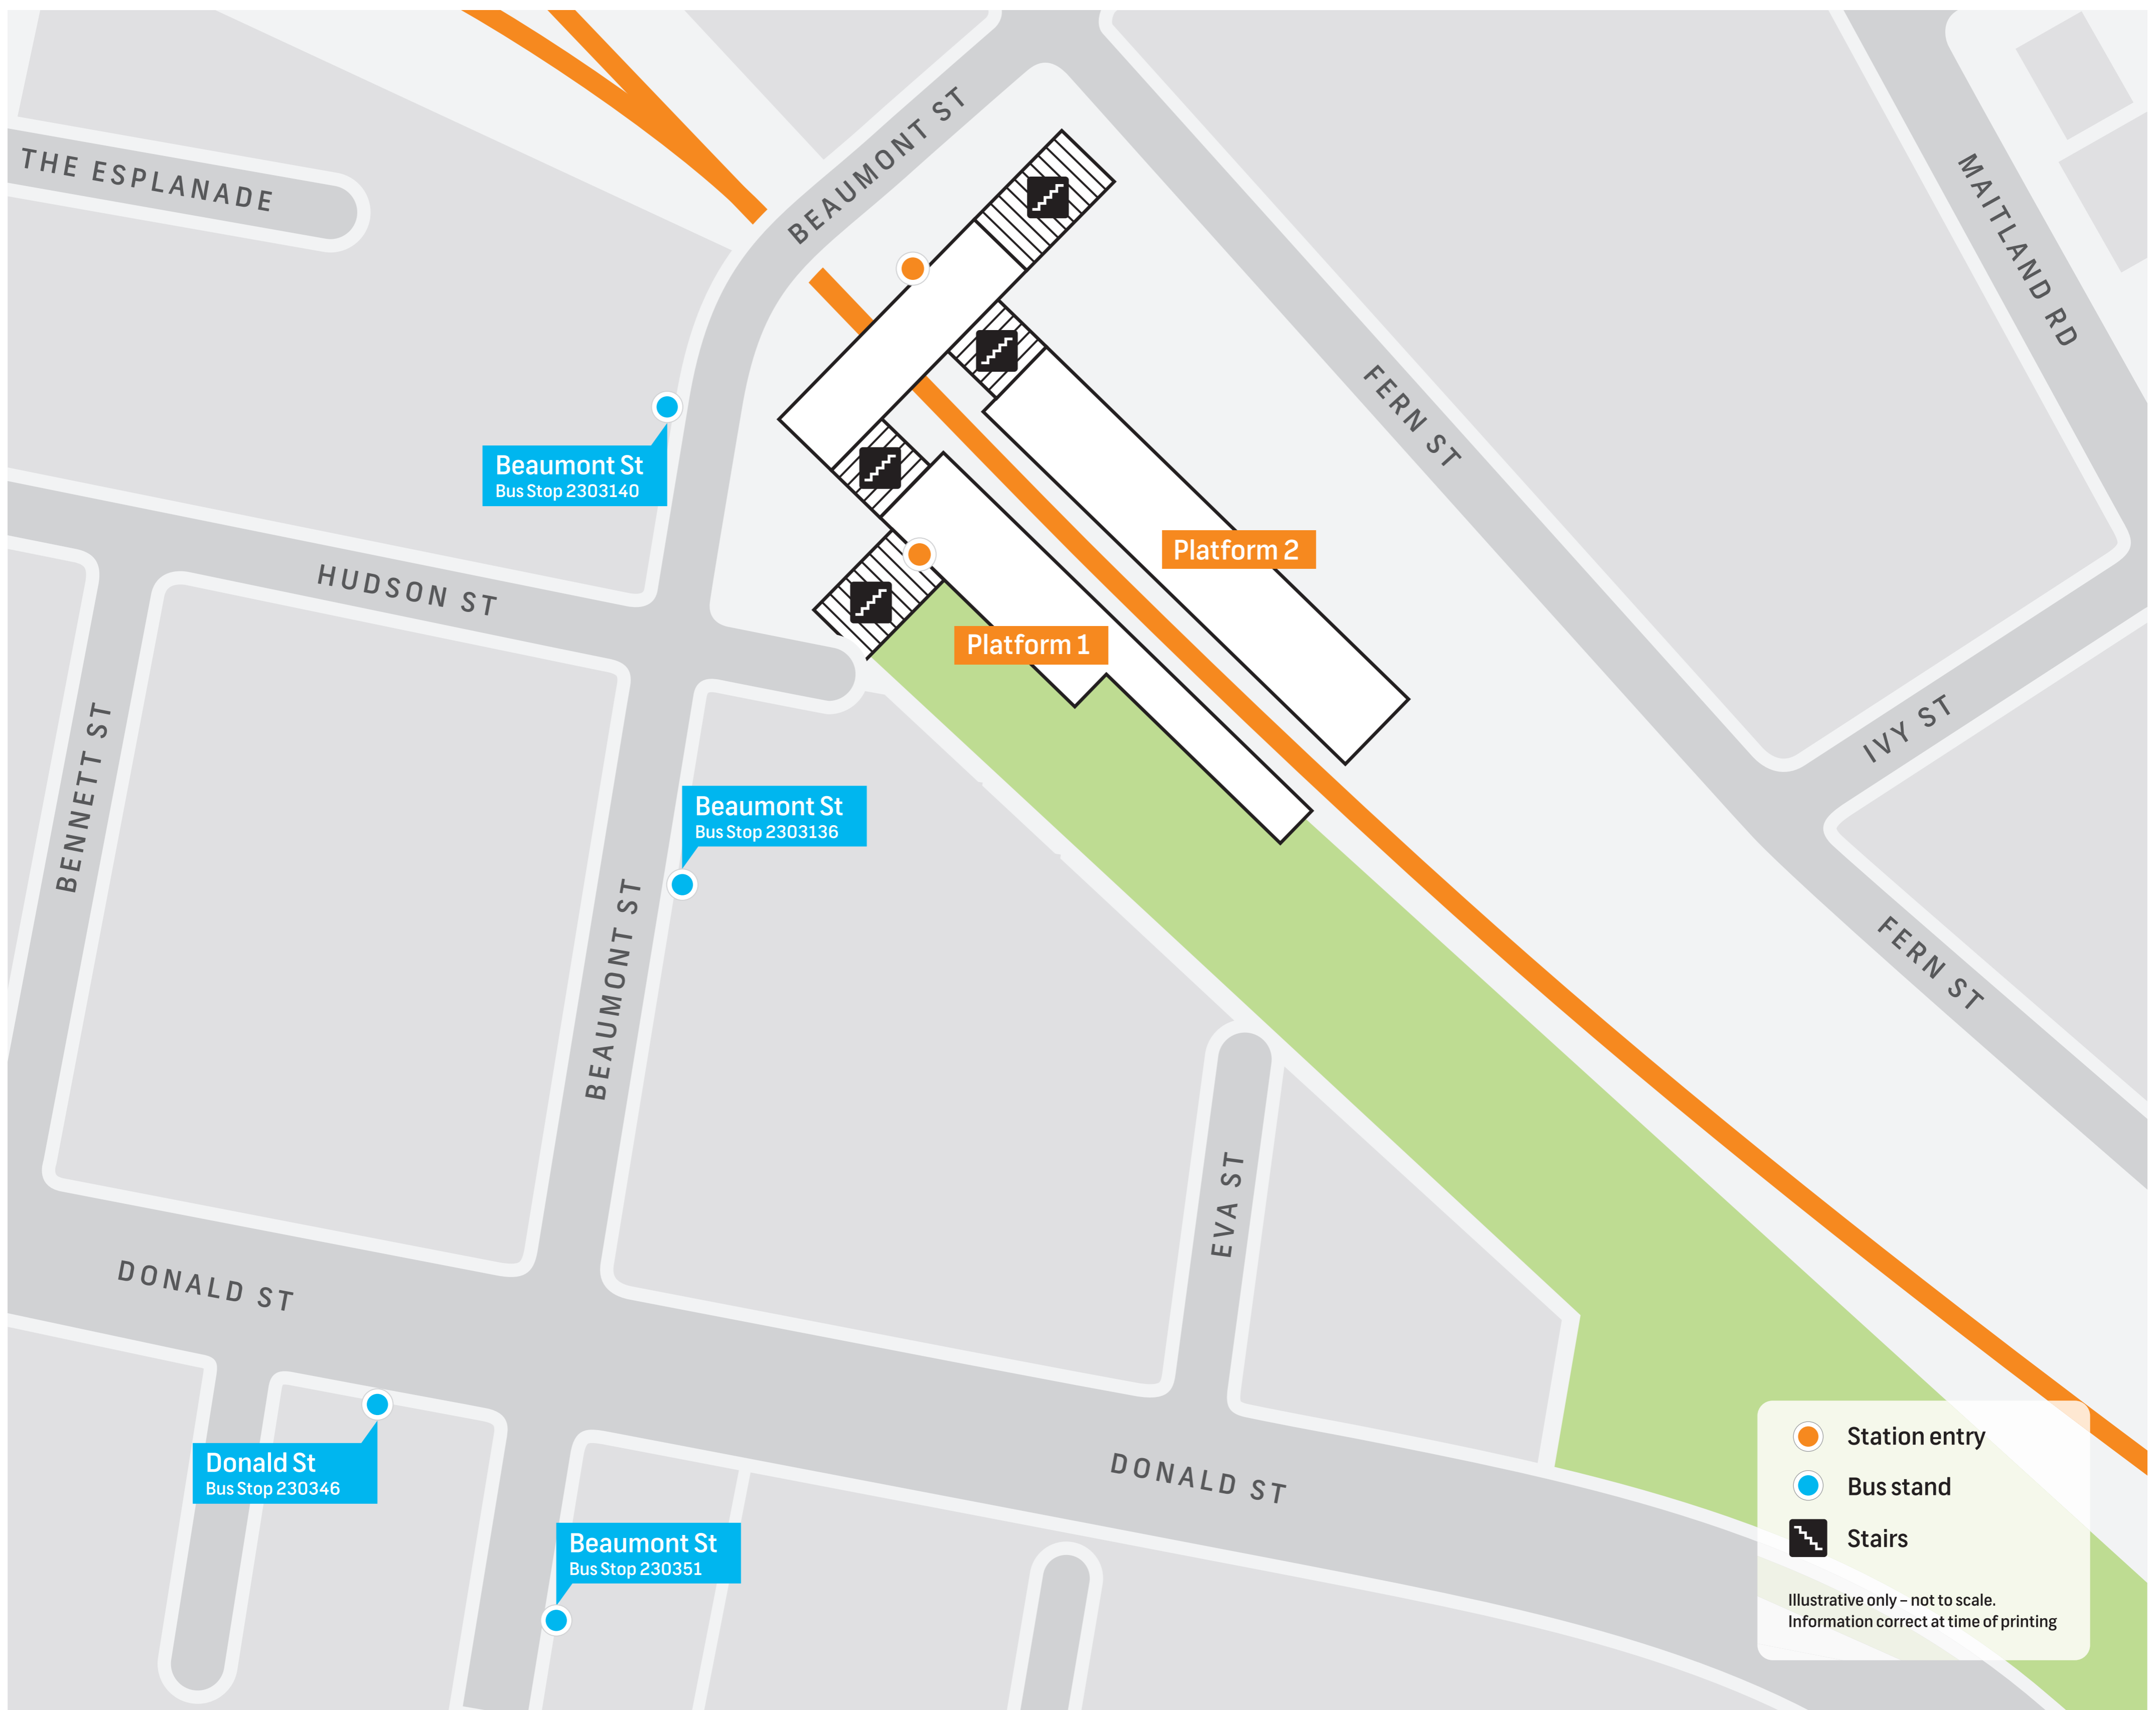 BEAUMONT ST
THE ESPLANADE
MAITLAND RD
FERN ST
Beaumont St
Bus Stop 2303140
Platform 2
HUDSON ST
Platform 1
IVY ST
BENNETT ST
Beaumont St
Bus Stop 2303136
BEAUMONT ST
FERN ST
EVA ST
DONALD ST
Donald St
Bus Stop 230346
DONALD ST
Beaumont St
Bus Stop 230351
Station entry
Bus stand
Stairs
Illustrative only – not to scale.
Information correct at time of printing